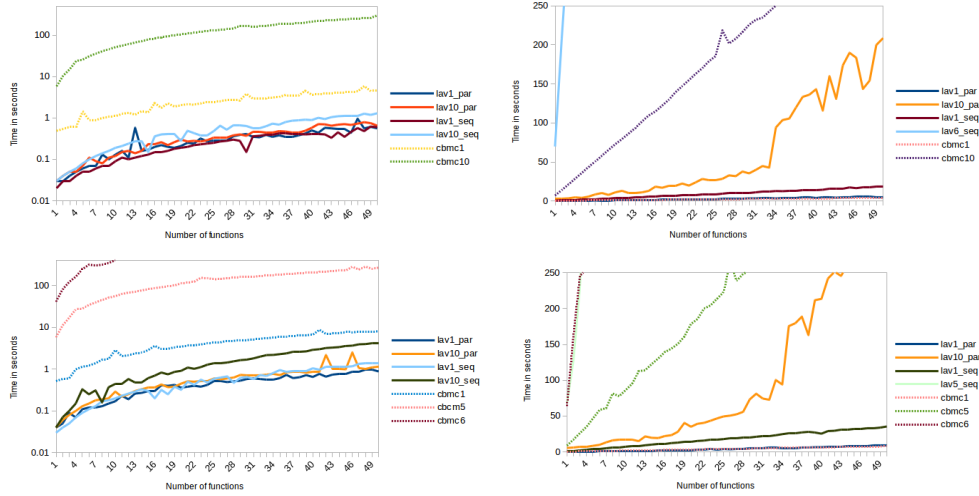 100
10
1
0.1
0.01
Time in seconds
1 4 7 10 13 16 19 22 25 28 31 34 37 40 43 46 49
Number of functions
lav1_par
lav10_par
lav1_seq
lav10_seq
cbmc1
cbmc10
250
200
150
100
50
0
Time in seconds
1 4 7 10 13 16 19 22 25 28 31 34 37 40 43 46 49
Number of functions
lav1_par
lav10_par
lav1_seq
lav6_seq
cbmc1
cbmc10
100
10
1
0.1
0.01
Time in seconds
1 4 7 10 13 16 19 22 25 28 31 34 37 40 43 46 49
Number of functions
lav1_par
lav10_par
lav1_seq
lav10_seq
cbmc1
cbcm5
cbmc6
250
200
150
100
50
0
Time in seconds
1 4 7 10 13 16 19 22 25 28 31 34 37 40 43 46 49
Number of functions
lav1_par
lav10_par
lav1_seq
lav5_seq
cbmc1
cbmc5
cbmc6